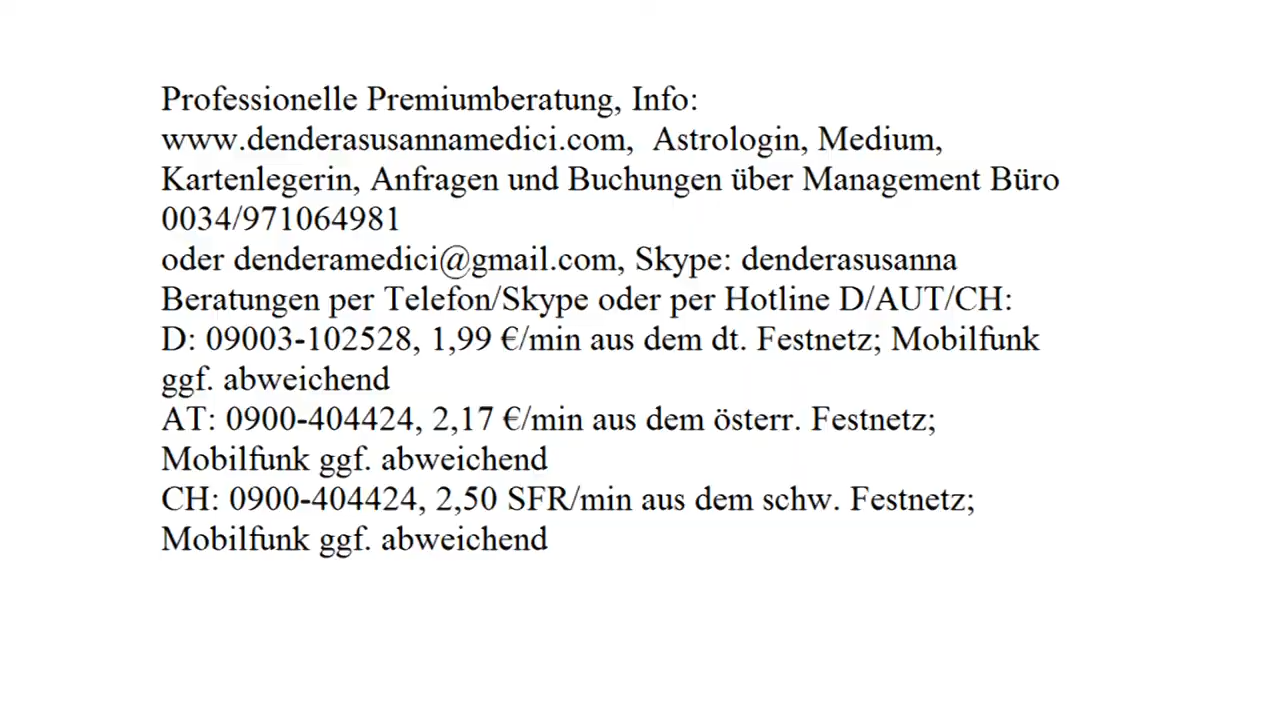 Professionelle Premiumberatung, Info:
www.denderasusannamedici.com, Astrologin, Medium,
Kartenlegerin, Anfragen und Buchungen über Management Büro
0034/971064981
oder denderamedici@gmail.com, Skype: denderasusanna
Beratungen per Telefon/Skype oder per Hotline D/AUT/CH:
D: 09003-102528, 1,99 €/min aus dem dt. Festnetz; Mobilfunk
ggf. abweichend
AT: 0900-404424, 2,17 €/min aus dem österr. Festnetz;
Mobilfunk ggf. abweichend
CH: 0900-404424, 2,50 SFR/min aus dem schw. Festnetz;
Mobilfunk ggf. abweichend